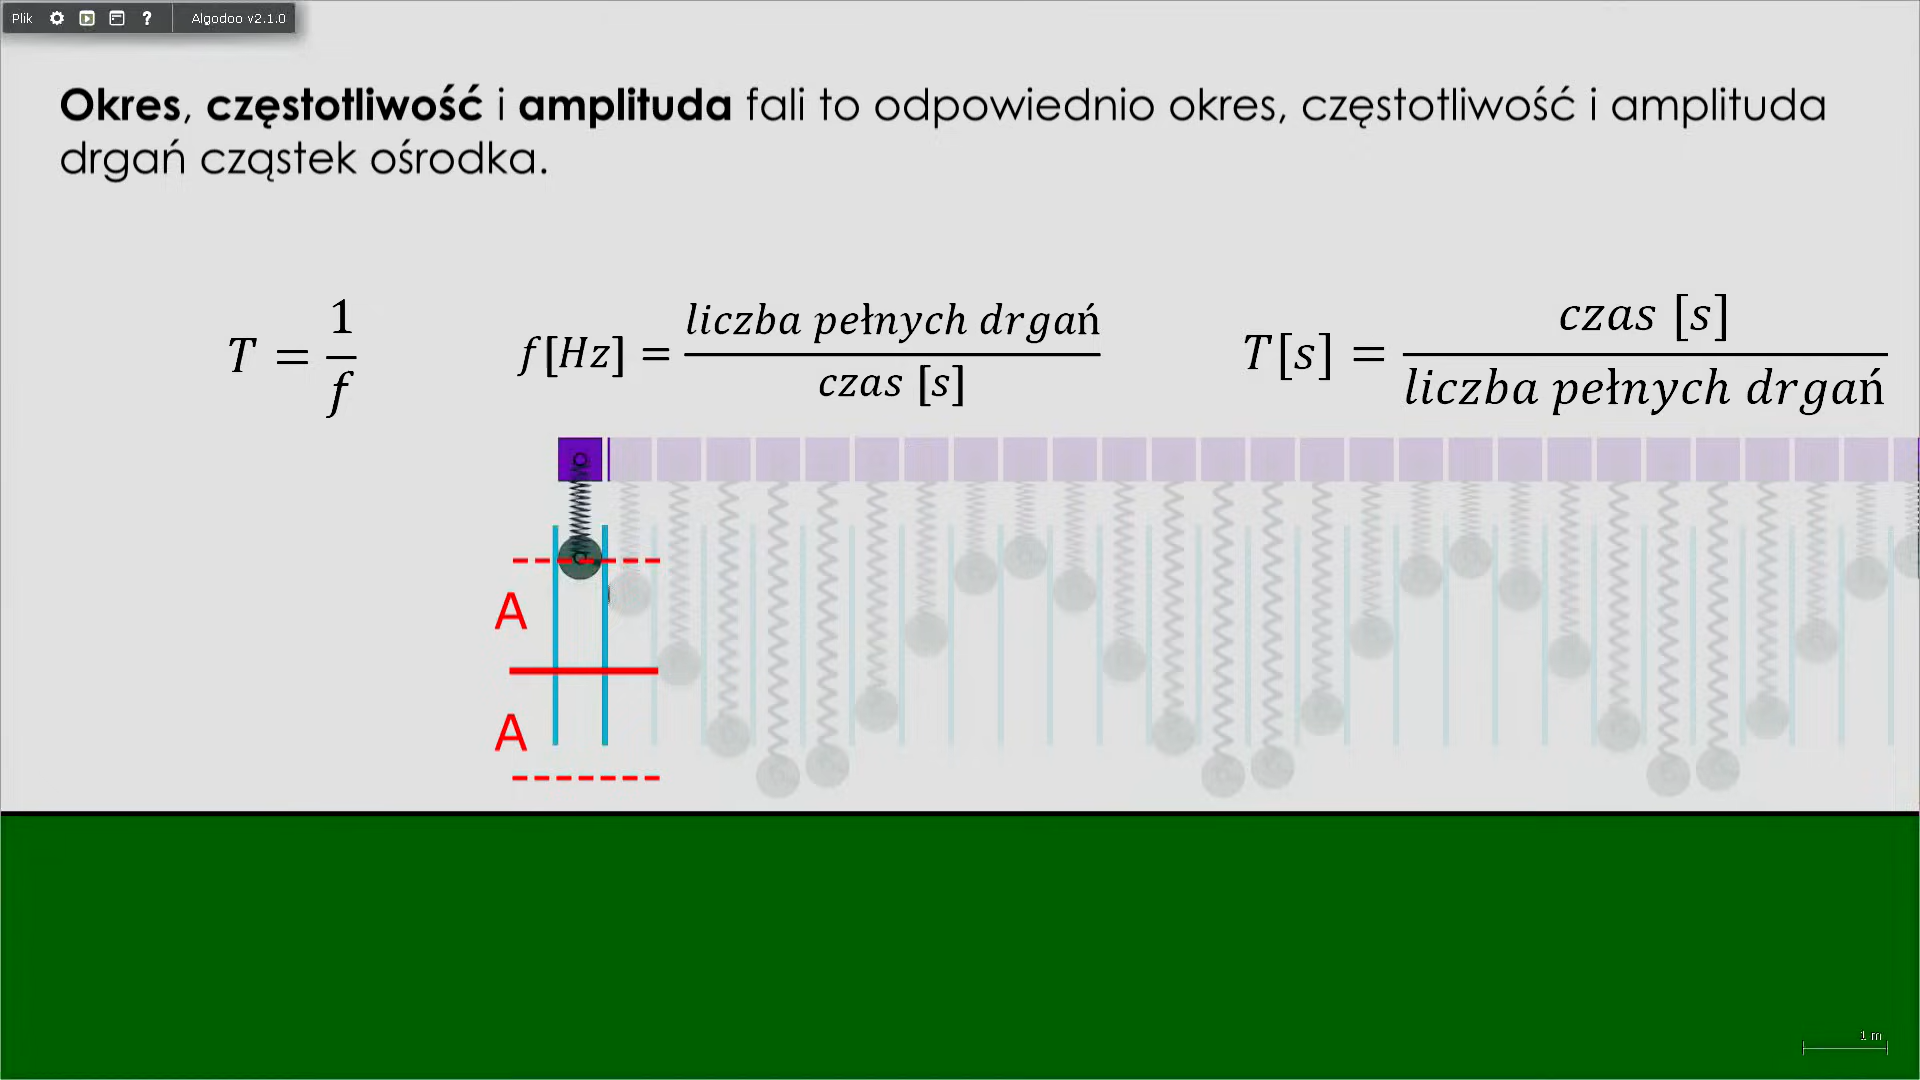 Plik ? Algodoo v2.1.0
Okres, częstotliwość i amplituda fali to odpowiednio okres, częstotliwość i amplituda
drgań cząstek ośrodka.
T = 1/f
f[Hz] = liczba pełnych drgań / czas [s]
T[s] = czas [s] / liczba pełnych drgań
A
A
1 m